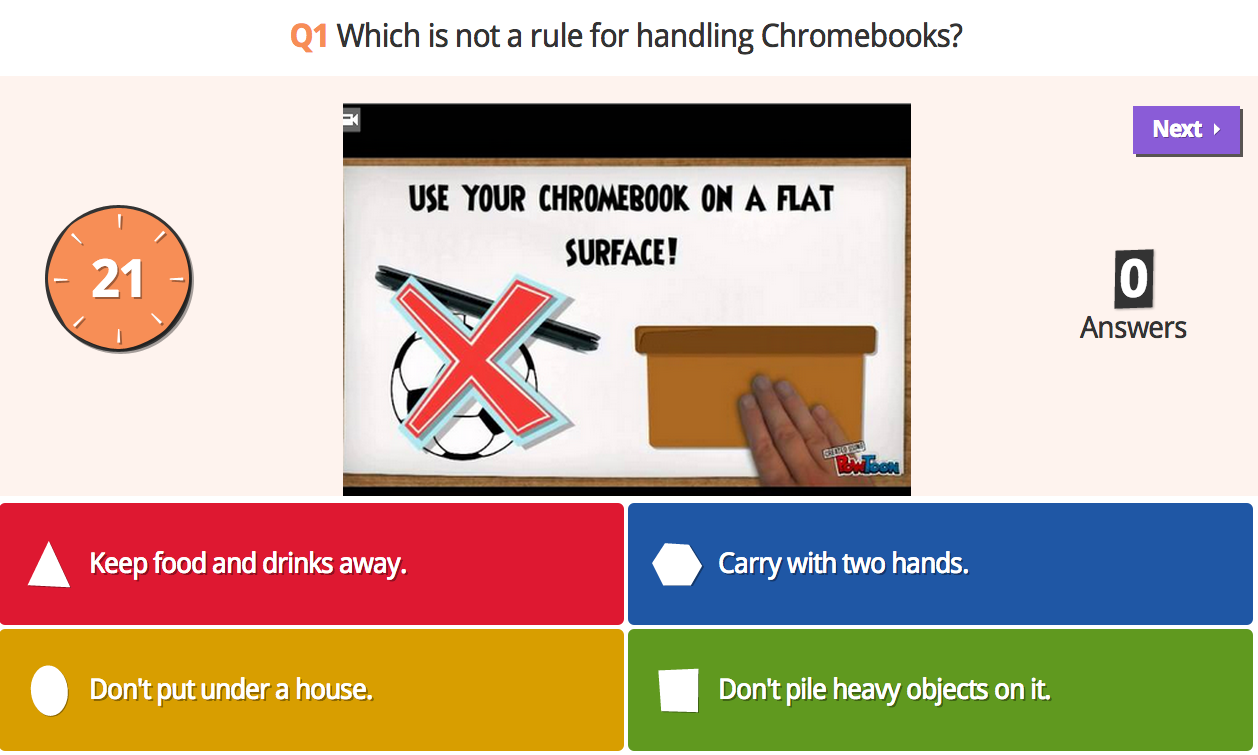 Q1 Which is not a rule for handling Chromebooks?
Next
USE YOUR CHROMEBOOK ON A FLAT
SURFACE!
21
0
Answers
CREATED USING
POWTOON
Keep food and drinks away.
Carry with two hands.
Don't put under a house.
Don't pile heavy objects on it.